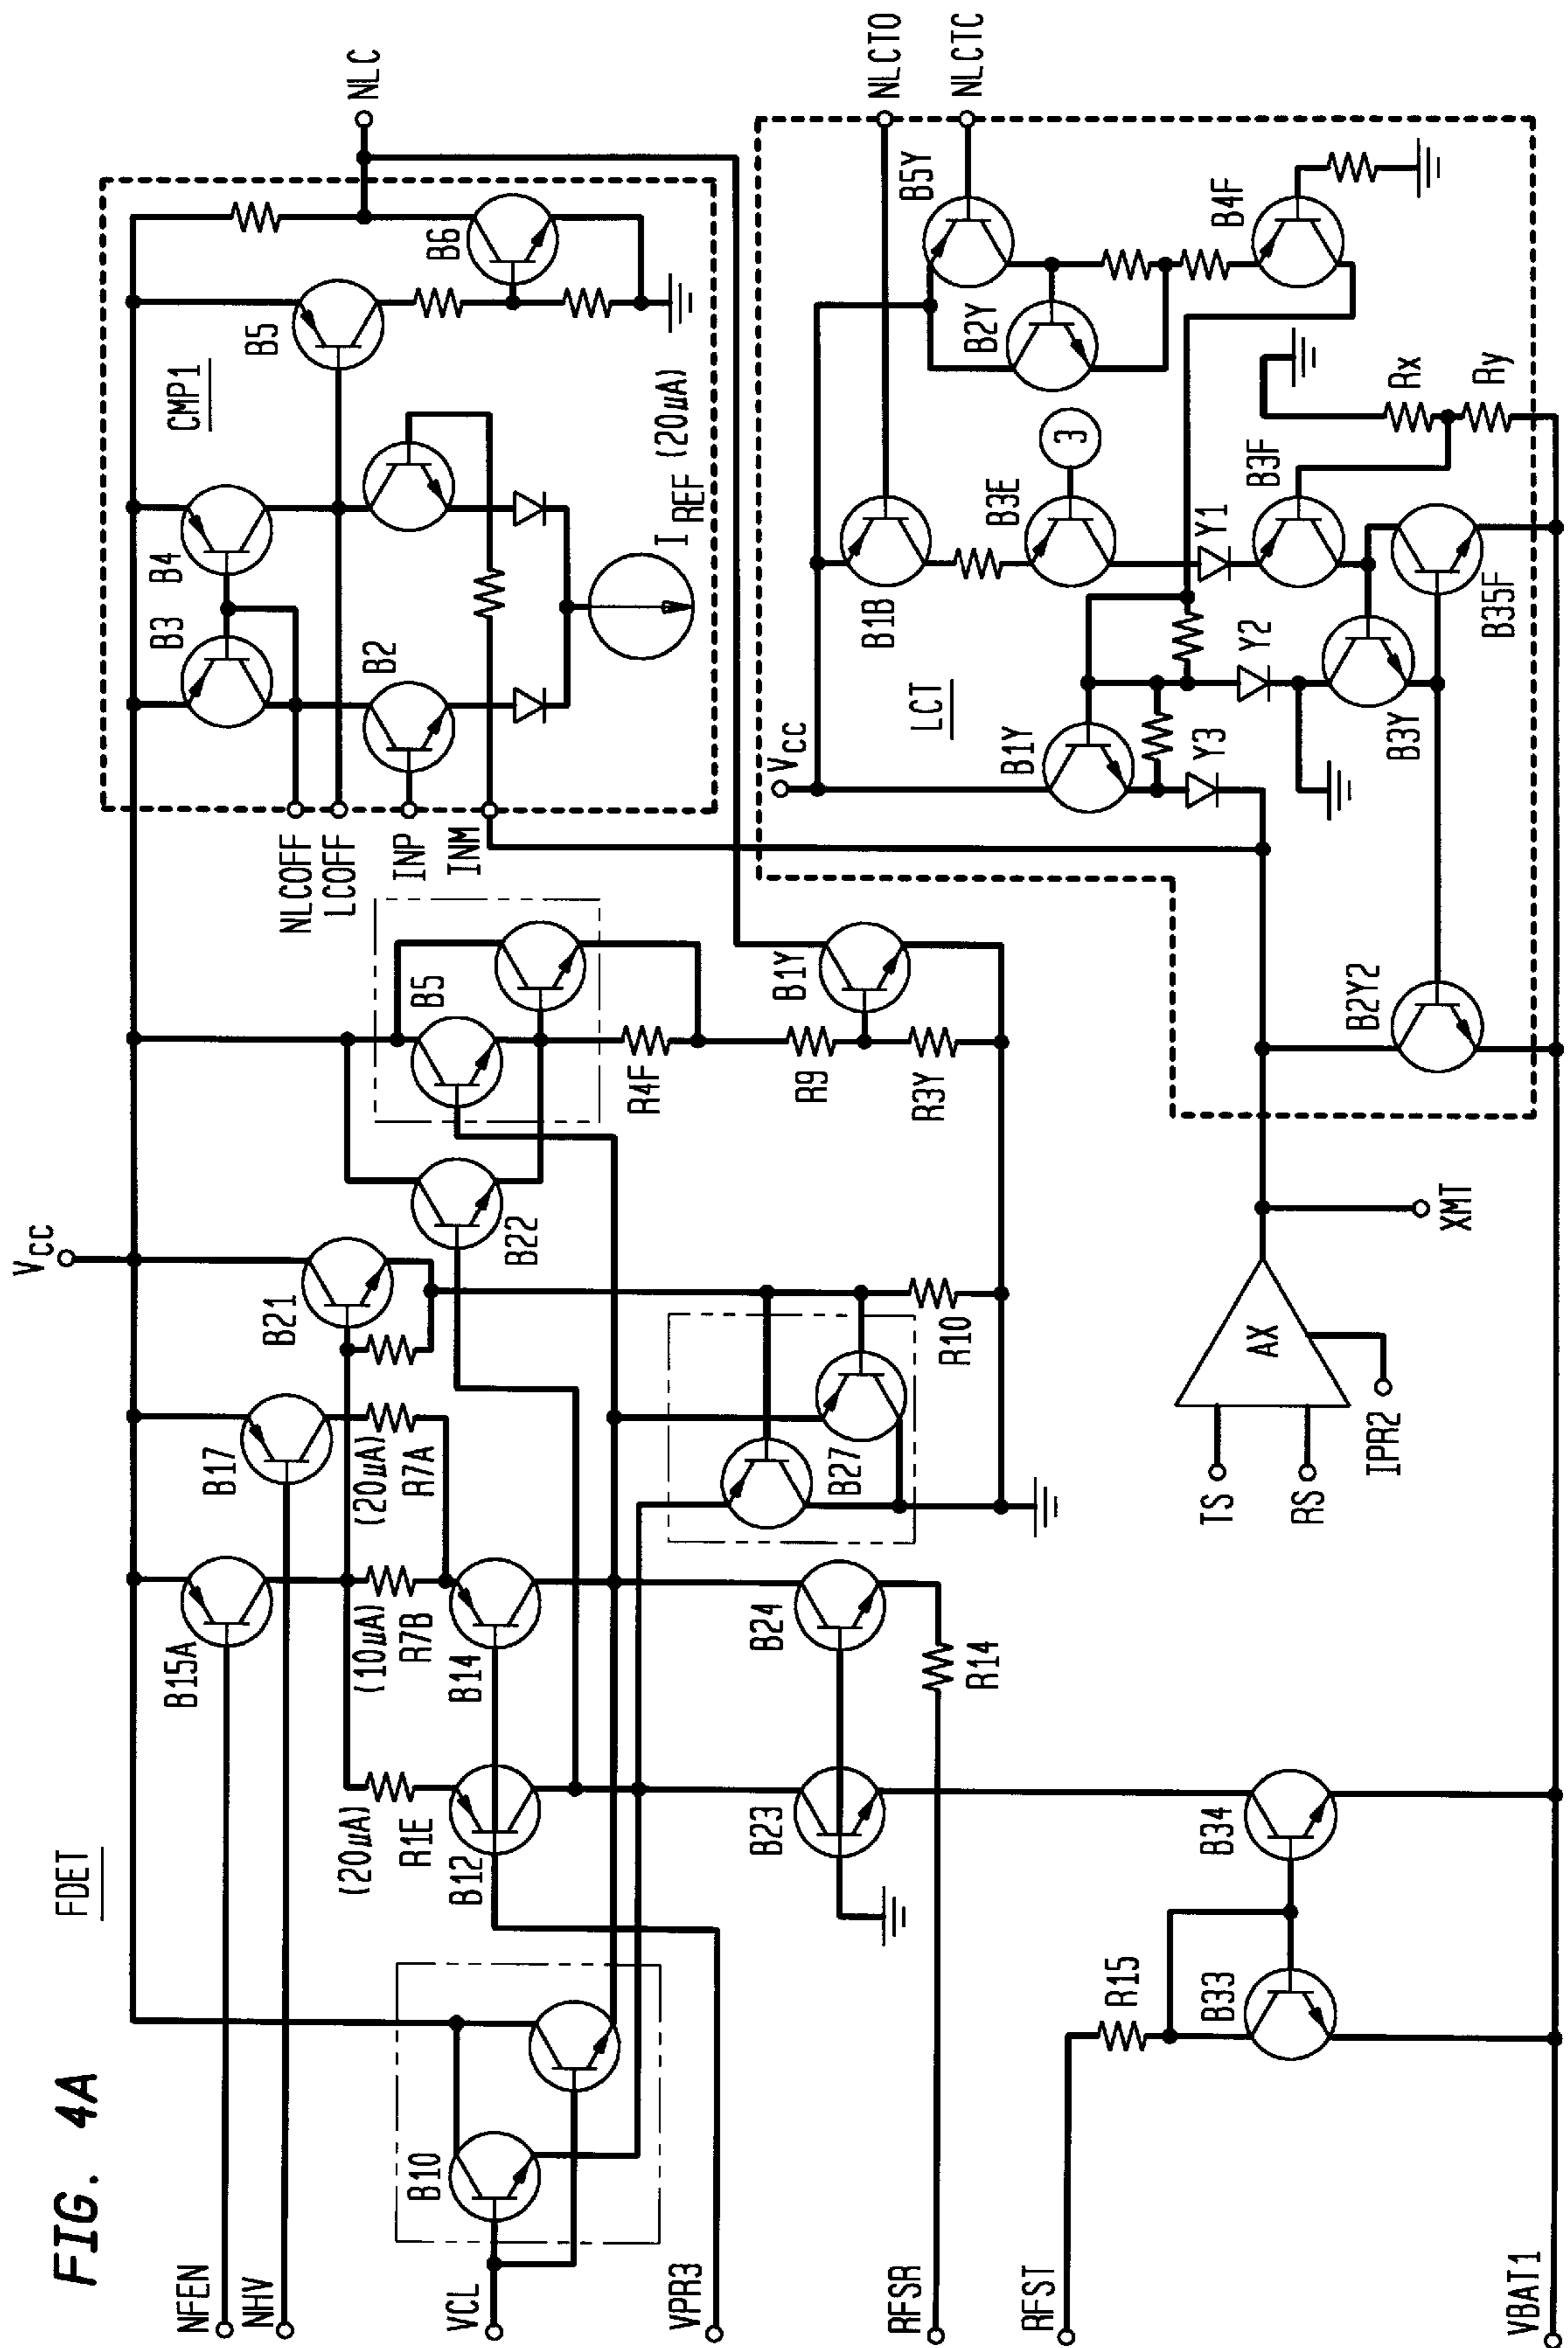 FIG. 4A
FDET
NFEN
NHV
VCL
VPR3
RFSR
RFST
VBAT1
B10
R15
B33
B34
B15A
B17
(20μA)
R1E
(10μA)
R7B
(20μA)
R7A
B12
B14
B23
B24
R14
VCC
B21
B22
B27
R10
B5
R4F
R9
R3Y
B1Y
TS
RS
IPR2
AX
XMT
NLCOFF
LCOFF
INP
INM
B3
B4
CMP1
B5
B6
B2
IREF
(20μA)
NLC
VCC
LCT
B1Y
Y3
Y2
B1B
B3E
3
Y1
B3F
B3Y
B35F
B2Y2
B2Y
B5Y
B4F
Rx
Ry
NLCTO
NLCTC